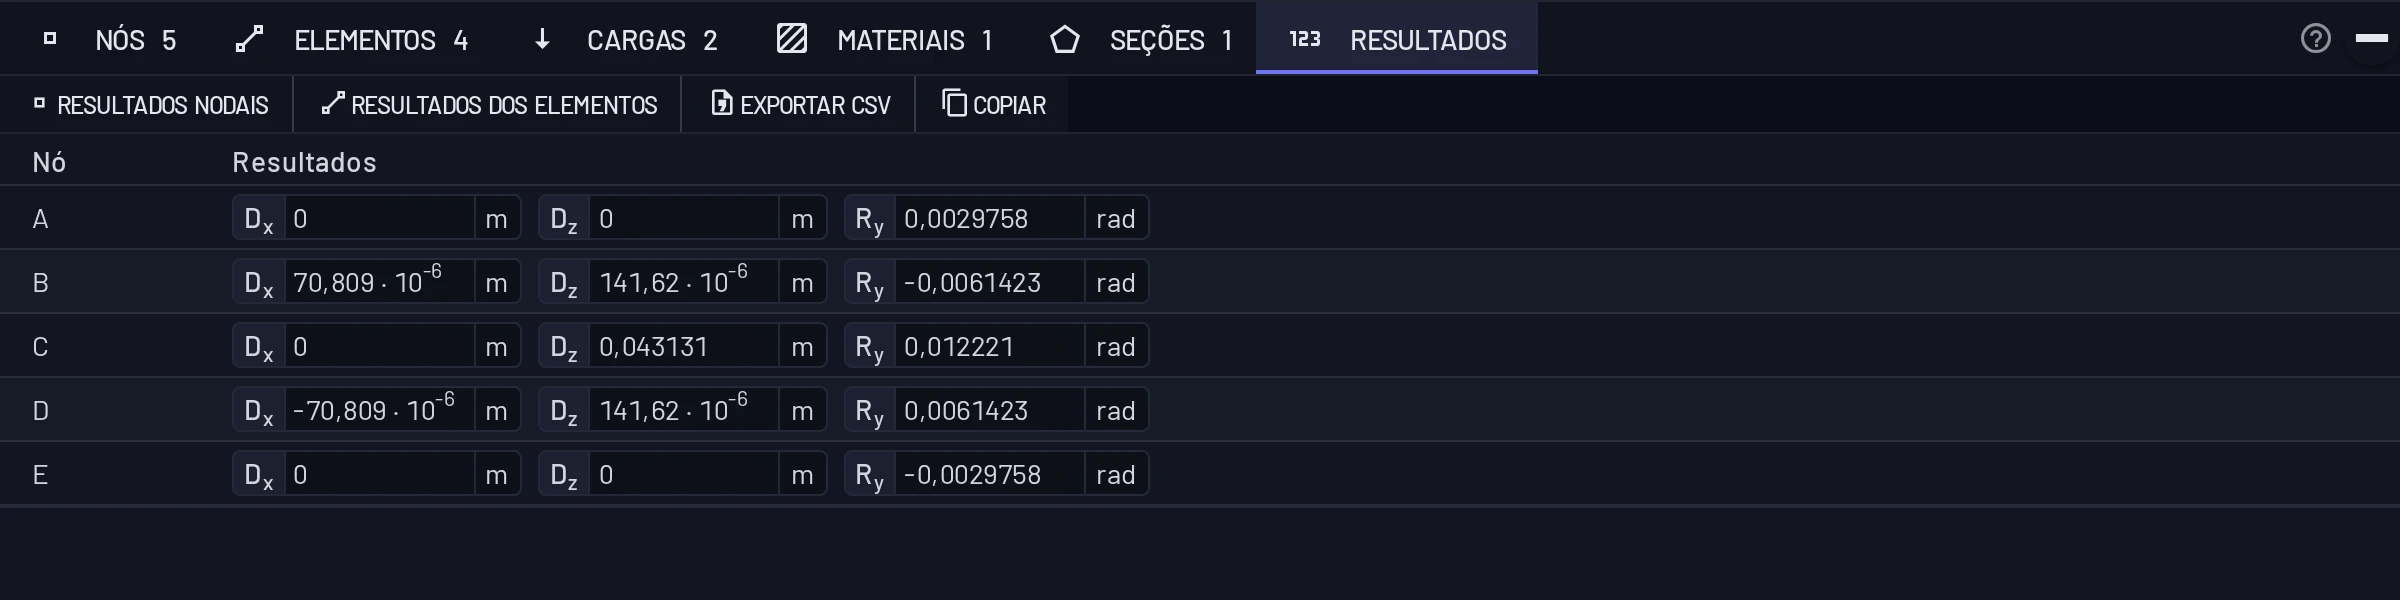 NÓS 5 ELEMENTOS 4 CARGAS 2 MATERIAIS 1 SEÇÕES 1 123 RESULTADOS ?
RESULTADOS NODAIS RESULTADOS DOS ELEMENTOS EXPORTAR CSV COPIAR
Nó Resultados
A Dx 0 m Dz 0 m Ry 0,0029758 rad
B Dx 70,809 · 10^-6 m Dz 141,62 · 10^-6 m Ry -0,0061423 rad
C Dx 0 m Dz 0,043131 m Ry 0,012221 rad
D Dx -70,809 · 10^-6 m Dz 141,62 · 10^-6 m Ry 0,0061423 rad
E Dx 0 m Dz 0 m Ry -0,0029758 rad